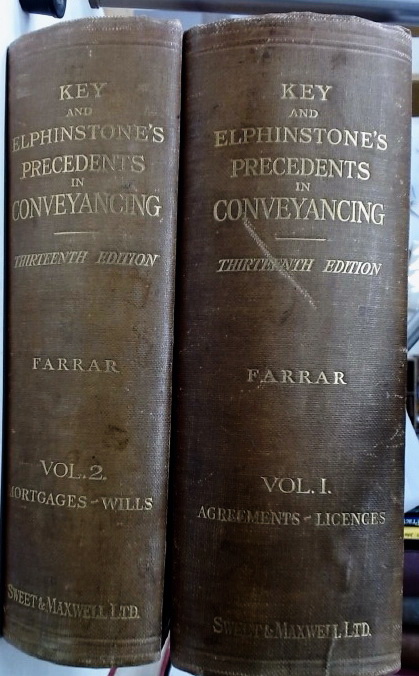 KEY
AND
ELPHINSTONE'S
PRECEDENTS
IN
CONVEYANCING
THIRTEENTH EDITION
FARRAR
VOL. 2.
MORTGAGES - WILLS
SWEET & MAXWELL LTD.
KEY
AND
ELPHINSTONE'S
PRECEDENTS
IN
CONVEYANCING
THIRTEENTH EDITION
FARRAR
VOL. I.
AGREEMENTS - LICENCES
SWEET & MAXWELL LTD.